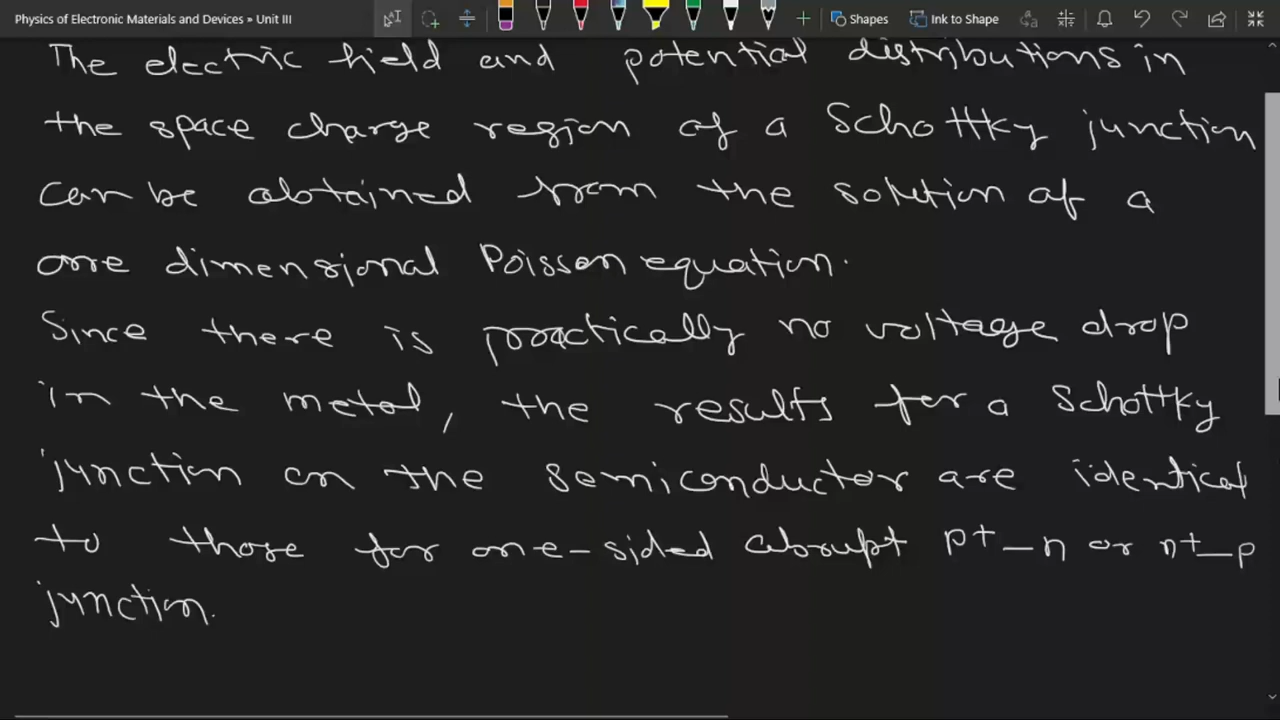 Physics of Electronic Materials and Devices » Unit III
Shapes
Ink to Shape
The electric field and potential distributions in
the space charge region of a Schottky junction
can be obtained from the solution of a
one dimensional Poisson equation.
Since there is practically no voltage drop
in the metal, the results for a Schottky
junction on the semiconductor are identical
to those for one-sided abrupt p+-n or n+-p
junction.